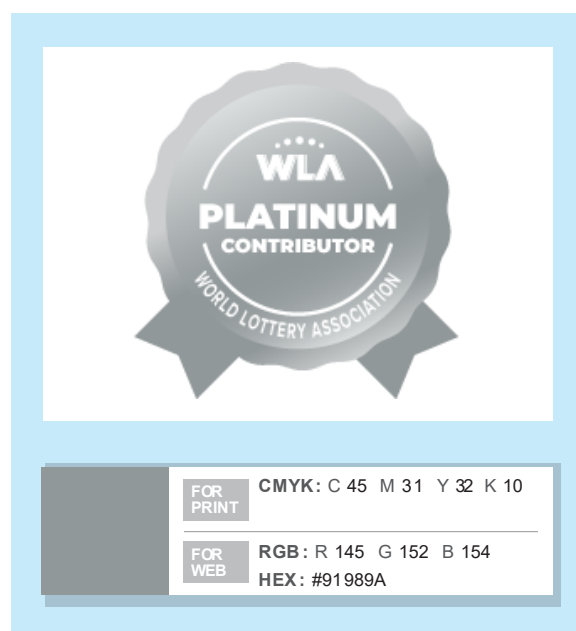 WLA
PLATINUM
CONTRIBUTOR
WORLD LOTTERY ASSOCIATION
FOR
PRINT
CMYK: C 45 M 31 Y 32 K 10
FOR
WEB
RGB: R 145 G 152 B 154
HEX: #91989A